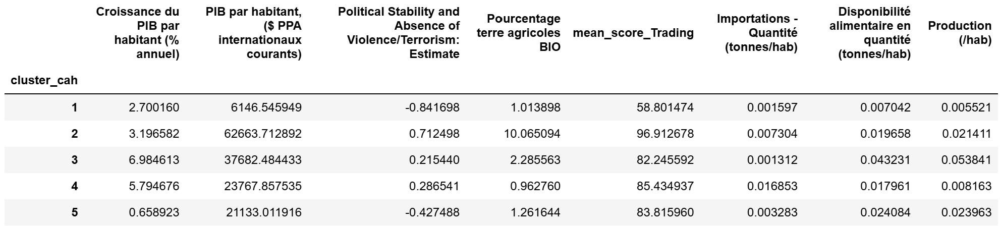 Croissance du PIB par habitant (% annuel)
PIB par habitant, ($ PPA internationaux courants)
Political Stability and Absence of Violence/Terrorism: Estimate
Pourcentage terre agricoles BIO
mean_score_Trading
Importations - Quantité (tonnes/hab)
Disponibilité alimentaire en quantité (tonnes/hab)
Production (/hab)
cluster_cah
1 2.700160 6146.545949 -0.841698 1.013898 58.801474 0.001597 0.007042 0.005521
2 3.196582 62663.712892 0.712498 10.065094 96.912678 0.007304 0.019658 0.021411
3 6.984613 37682.484433 0.215440 2.285563 82.245592 0.001312 0.043231 0.053841
4 5.794676 23767.857535 0.286541 0.962760 85.434937 0.016853 0.017961 0.008163
5 0.658923 21133.011916 -0.427488 1.261644 83.815960 0.003283 0.024084 0.023963